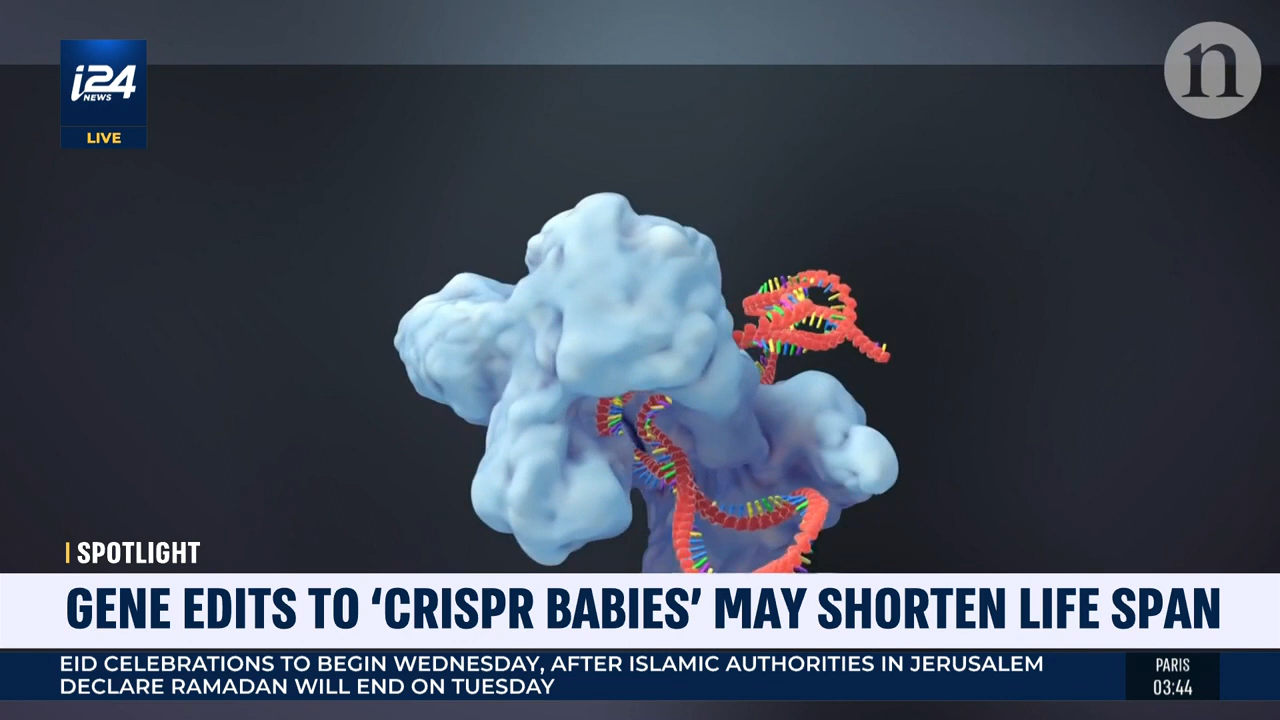 i24
NEWS
LIVE
n
SPOTLIGHT
GENE EDITS TO ‘CRISPR BABIES’ MAY SHORTEN LIFE SPAN
EID CELEBRATIONS TO BEGIN WEDNESDAY, AFTER ISLAMIC AUTHORITIES IN JERUSALEM
DECLARE RAMADAN WILL END ON TUESDAY
PARIS
03:44